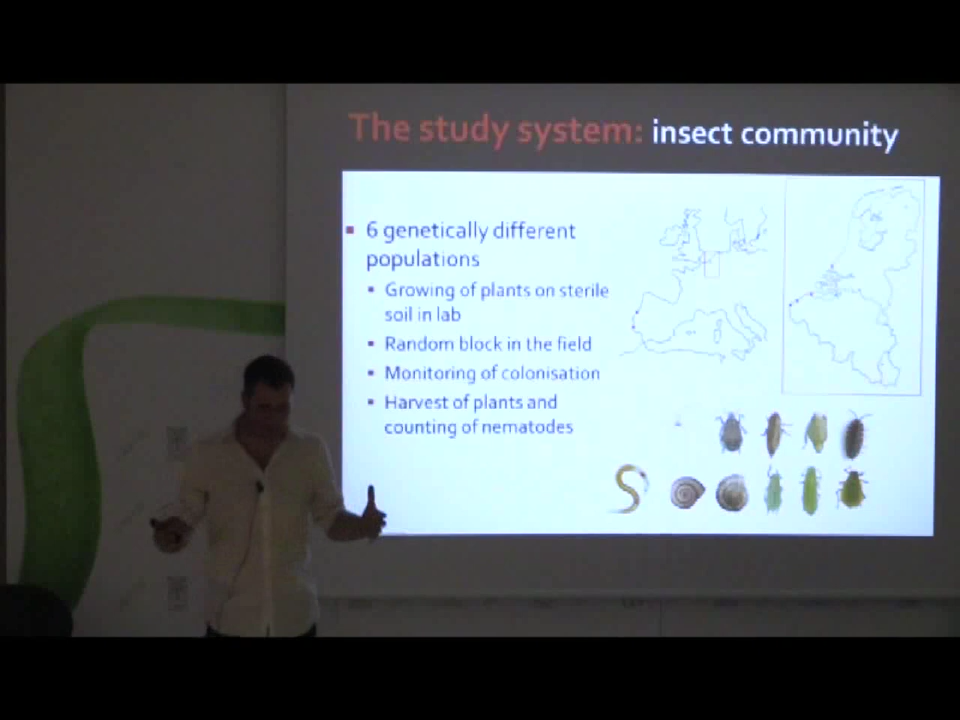 The study system: insect community
6 genetically different
populations
Growing of plants on sterile
soil in lab
Random block in the field
Monitoring of colonisation
Harvest of plants and
counting of nematodes